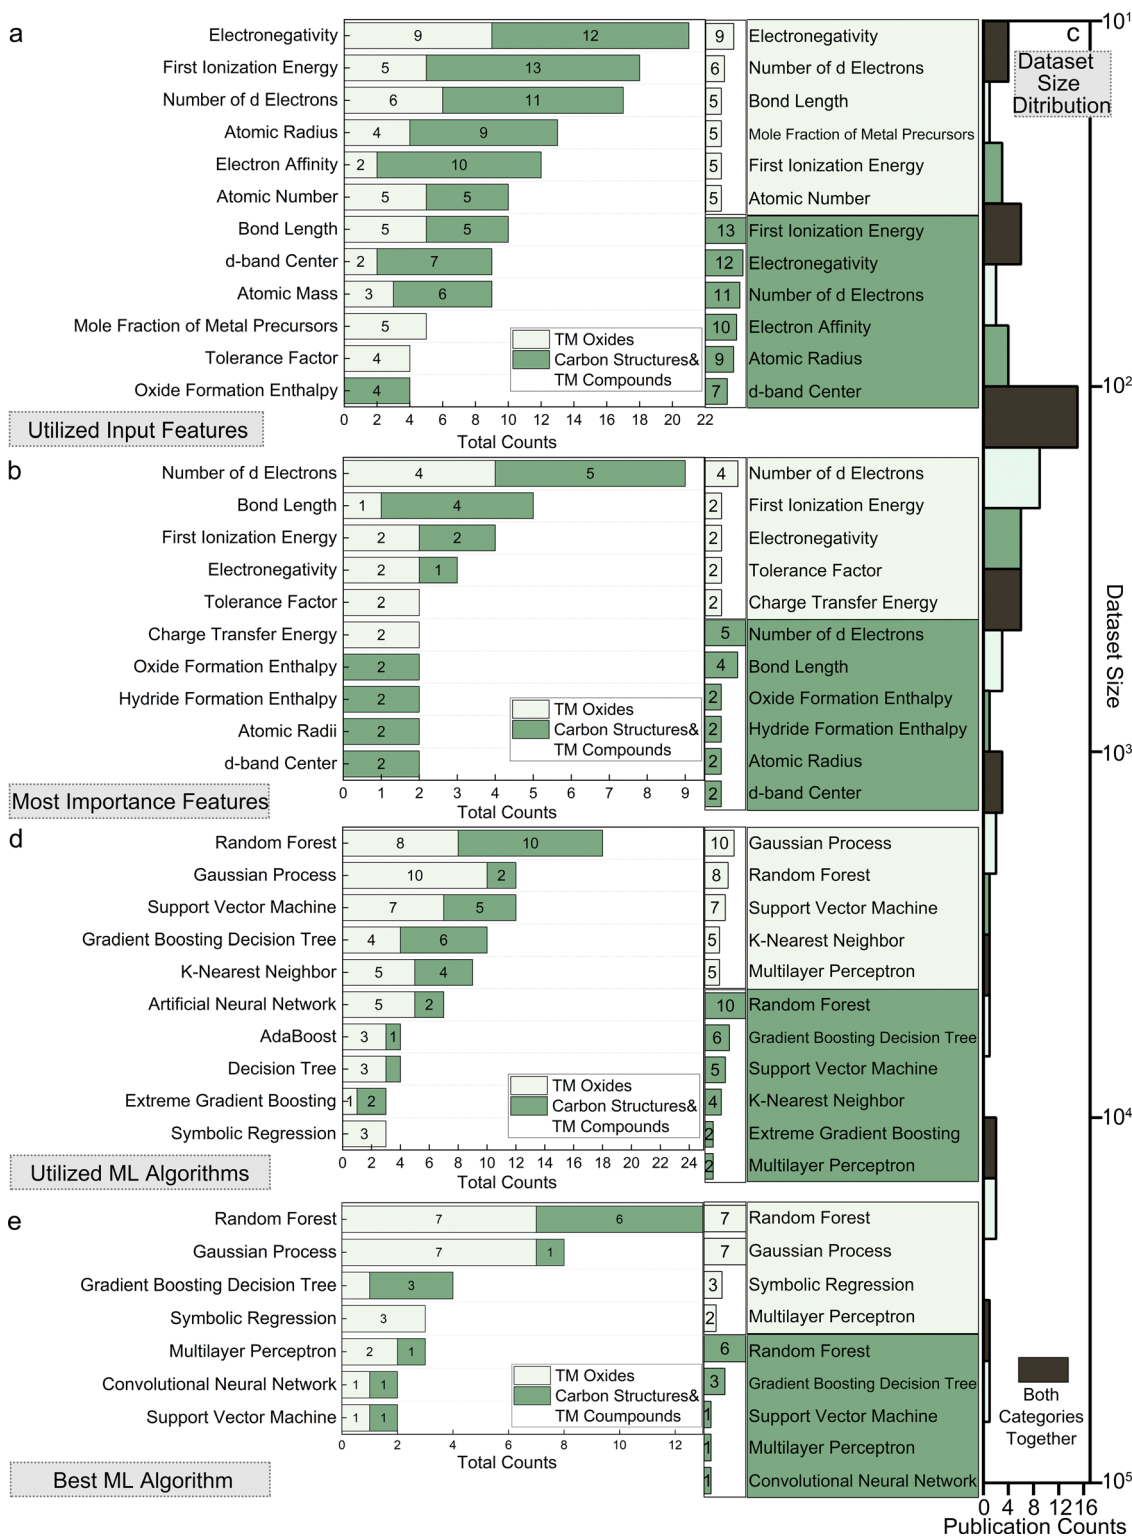 a
Electronegativity
9
12
First Ionization Energy
5
13
Number of d Electrons
6
11
Atomic Radius
4
9
Electron Affinity
2
10
Atomic Number
5
5
Bond Length
5
5
d-band Center
2
7
Atomic Mass
3
6
Mole Fraction of Metal Precursors
5
Tolerance Factor
4
Oxide Formation Enthalpy
4
TM Oxides
Carbon Structures&
TM Compounds
0 2 4 6 8 10 12 14 16 18 20 22
Total Counts
Utilized Input Features
9 Electronegativity
6 Number of d Electrons
5 Bond Length
5 Mole Fraction of Metal Precursors
5 First Ionization Energy
5 Atomic Number
13 First Ionization Energy
12 Electronegativity
11 Number of d Electrons
10 Electron Affinity
9 Atomic Radius
7 d-band Center
b
Number of d Electrons
4
5
Bond Length
1
4
First Ionization Energy
2
2
Electronegativity
2
1
Tolerance Factor
2
Charge Transfer Energy
2
Oxide Formation Enthalpy
2
Hydride Formation Enthalpy
2
Atomic Radii
2
d-band Center
2
TM Oxides
Carbon Structures&
TM Compounds
0 1 2 3 4 5 6 7 8 9
Total Counts
Most Importance Features
4 Number of d Electrons
2 First Ionization Energy
2 Electronegativity
2 Tolerance Factor
2 Charge Transfer Energy
5 Number of d Electrons
4 Bond Length
2 Oxide Formation Enthalpy
2 Hydride Formation Enthalpy
2 Atomic Radius
2 d-band Center
d
Random Forest
8
10
Gaussian Process
10
2
Support Vector Machine
7
5
Gradient Boosting Decision Tree
4
6
K-Nearest Neighbor
5
4
Artificial Neural Network
5
2
AdaBoost
3
1
Decision Tree
3
Extreme Gradient Boosting
1
2
Symbolic Regression
3
TM Oxides
Carbon Structures&
TM Compounds
0 2 4 6 8 10 12 14 16 18 20 22 24
Total Counts
Utilized ML Algorithms
10 Gaussian Process
8 Random Forest
7 Support Vector Machine
5 K-Nearest Neighbor
5 Multilayer Perceptron
10 Random Forest
6 Gradient Boosting Decision Tree
5 Support Vector Machine
4 K-Nearest Neighbor
2 Extreme Gradient Boosting
2 Multilayer Perceptron
e
Random Forest
7
6
Gaussian Process
7
1
Gradient Boosting Decision Tree
3
Symbolic Regression
3
Multilayer Perceptron
2
1
Convolutional Neural Network
1
1
Support Vector Machine
1
1
TM Oxides
Carbon Structures&
TM Coumpounds
0 2 4 6 8 10 12
Total Counts
Best ML Algorithm
7 Random Forest
7 Gaussian Process
3 Symbolic Regression
2 Multilayer Perceptron
6 Random Forest
3 Gradient Boosting Decision Tree
1 Support Vector Machine
1 Multilayer Perceptron
1 Convolutional Neural Network
c
Dataset
Size
Ditribution
10¹
10²
10³
10⁴
10⁵
Dataset Size
Both
Categories
Together
0 4 8 12 16
Publication Counts